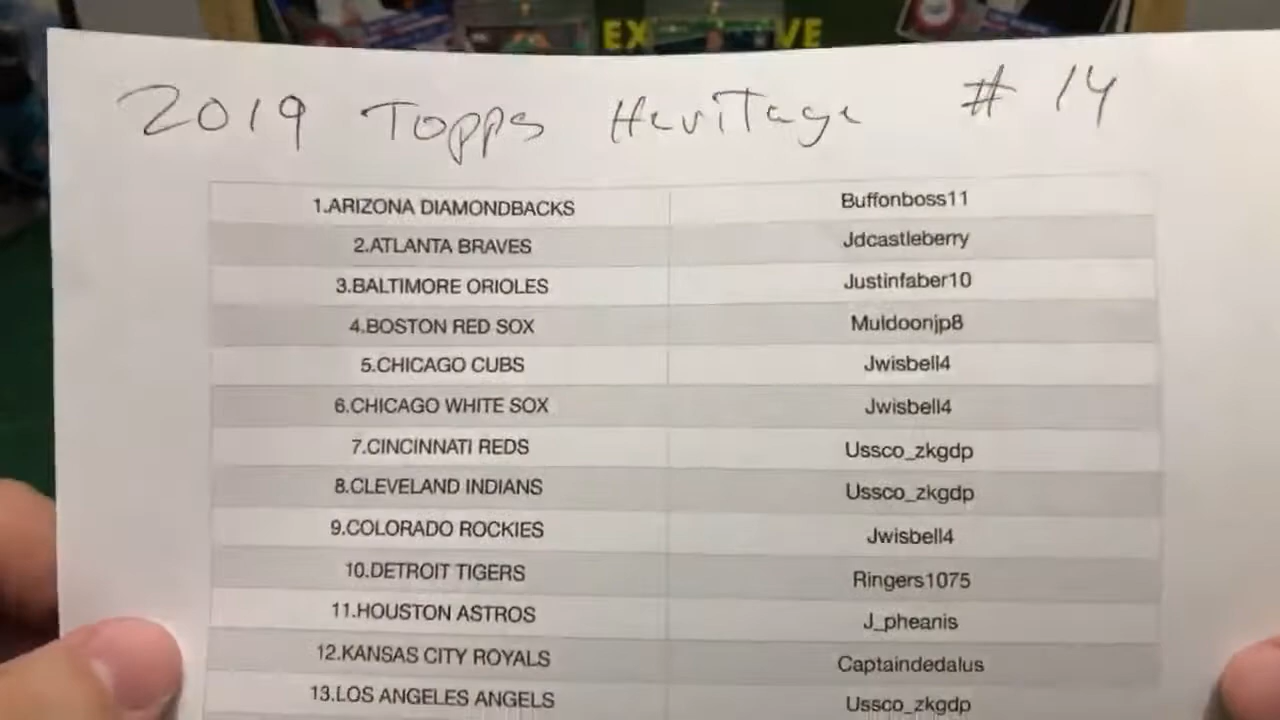 EX VE
2019 Topps Heritage # 14
1.ARIZONA DIAMONDBACKS Buffonboss11
2.ATLANTA BRAVES Jdcastleberry
3.BALTIMORE ORIOLES Justinfaber10
4.BOSTON RED SOX Muldoonjp8
5.CHICAGO CUBS Jwisbell4
6.CHICAGO WHITE SOX Jwisbell4
7.CINCINNATI REDS Ussco_zkgdp
8.CLEVELAND INDIANS Ussco_zkgdp
9.COLORADO ROCKIES Jwisbell4
10.DETROIT TIGERS Ringers1075
11.HOUSTON ASTROS J_pheanis
12.KANSAS CITY ROYALS Captaindedalus
13.LOS ANGELES ANGELS Ussco_zkgdp